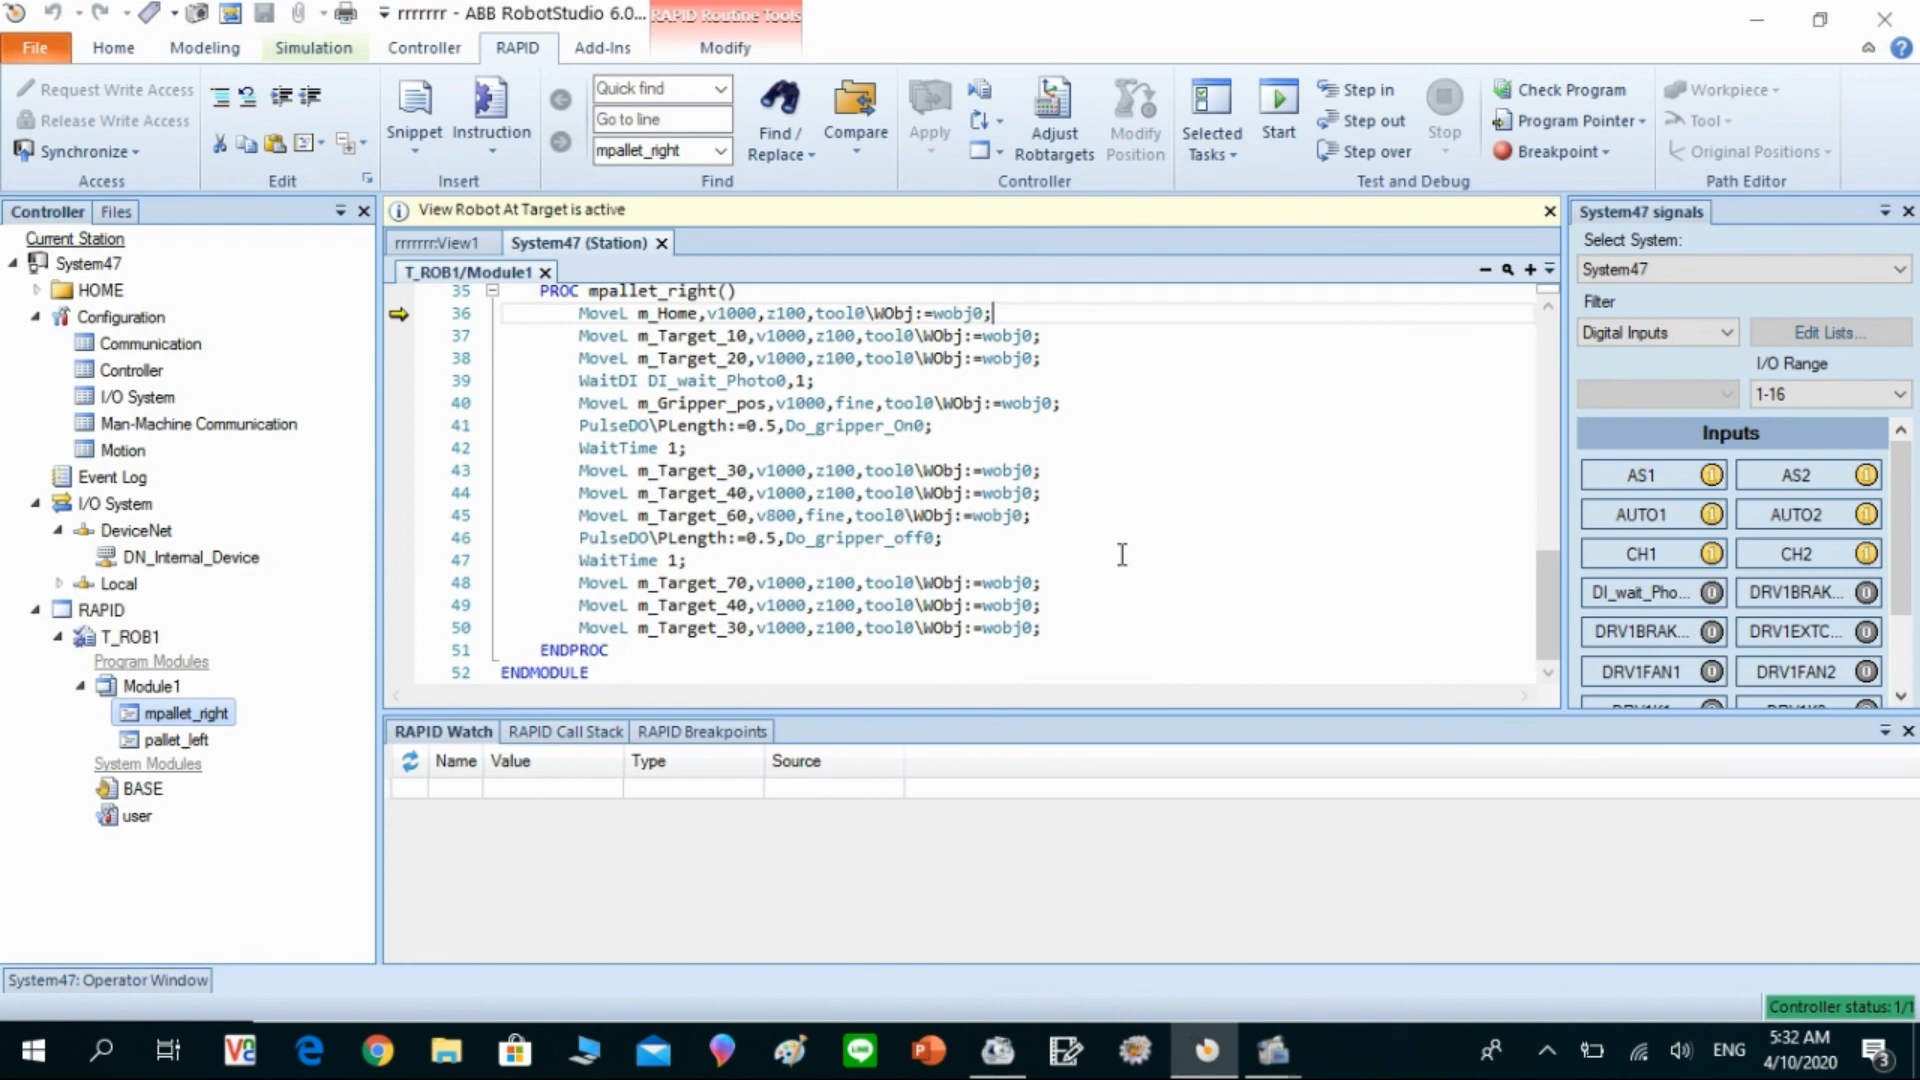 rrrrrrr - ABB RobotStudio 6.0...
RAPID Routine Tools
File
Home
Modeling
Simulation
Controller
RAPID
Add-Ins
Modify
Request Write Access
Release Write Access
Synchronize
Access
Edit
Snippet
Instruction
Insert
Quick find
Go to line
mpallet_right
Find / Replace
Compare
Find
Apply
Adjust Robtargets
Modify Position
Controller
Selected Tasks
Start
Step in
Step out
Step over
Stop
Check Program
Program Pointer
Breakpoint
Test and Debug
Workpiece
Tool
Original Positions
Path Editor
Controller
Files
Current Station
System47
HOME
Configuration
Communication
Controller
I/O System
Man-Machine Communication
Motion
Event Log
I/O System
DeviceNet
DN_Internal_Device
Local
RAPID
T_ROB1
Program Modules
Module1
mpallet_right
pallet_left
System Modules
BASE
user
View Robot At Target is active
rrrrrrr:View1
System47 (Station)
T_ROB1/Module1
35 PROC mpallet_right()
36 MoveL m_Home,v1000,z100,tool0\WObj:=wobj0;
37 MoveL m_Target_10,v1000,z100,tool0\WObj:=wobj0;
38 MoveL m_Target_20,v1000,z100,tool0\WObj:=wobj0;
39 WaitDI DI_wait_Photo0,1;
40 MoveL m_Gripper_pos,v1000,fine,tool0\WObj:=wobj0;
41 PulseDO\PLength:=0.5,Do_gripper_On0;
42 WaitTime 1;
43 MoveL m_Target_30,v1000,z100,tool0\WObj:=wobj0;
44 MoveL m_Target_40,v1000,z100,tool0\WObj:=wobj0;
45 MoveL m_Target_60,v800,fine,tool0\WObj:=wobj0;
46 PulseDO\PLength:=0.5,Do_gripper_off0;
47 WaitTime 1;
48 MoveL m_Target_70,v1000,z100,tool0\WObj:=wobj0;
49 MoveL m_Target_40,v1000,z100,tool0\WObj:=wobj0;
50 MoveL m_Target_30,v1000,z100,tool0\WObj:=wobj0;
51 ENDPROC
52 ENDMODULE
RAPID Watch
RAPID Call Stack
RAPID Breakpoints
Name Value Type Source
System47 signals
Select System:
System47
Filter
Digital Inputs
Edit Lists...
I/O Range
1-16
Inputs
AS1 1 AS2 1
AUTO1 1 AUTO2 1
CH1 1 CH2 1
DI_wait_Pho... 0 DRV1BRAK... 0
DRV1BRAK... 0 DRV1EXTC... 0
DRV1FAN1 0 DRV1FAN2 0
System47: Operator Window
Controller status: 1/1
ENG
5:32 AM
4/10/2020
3